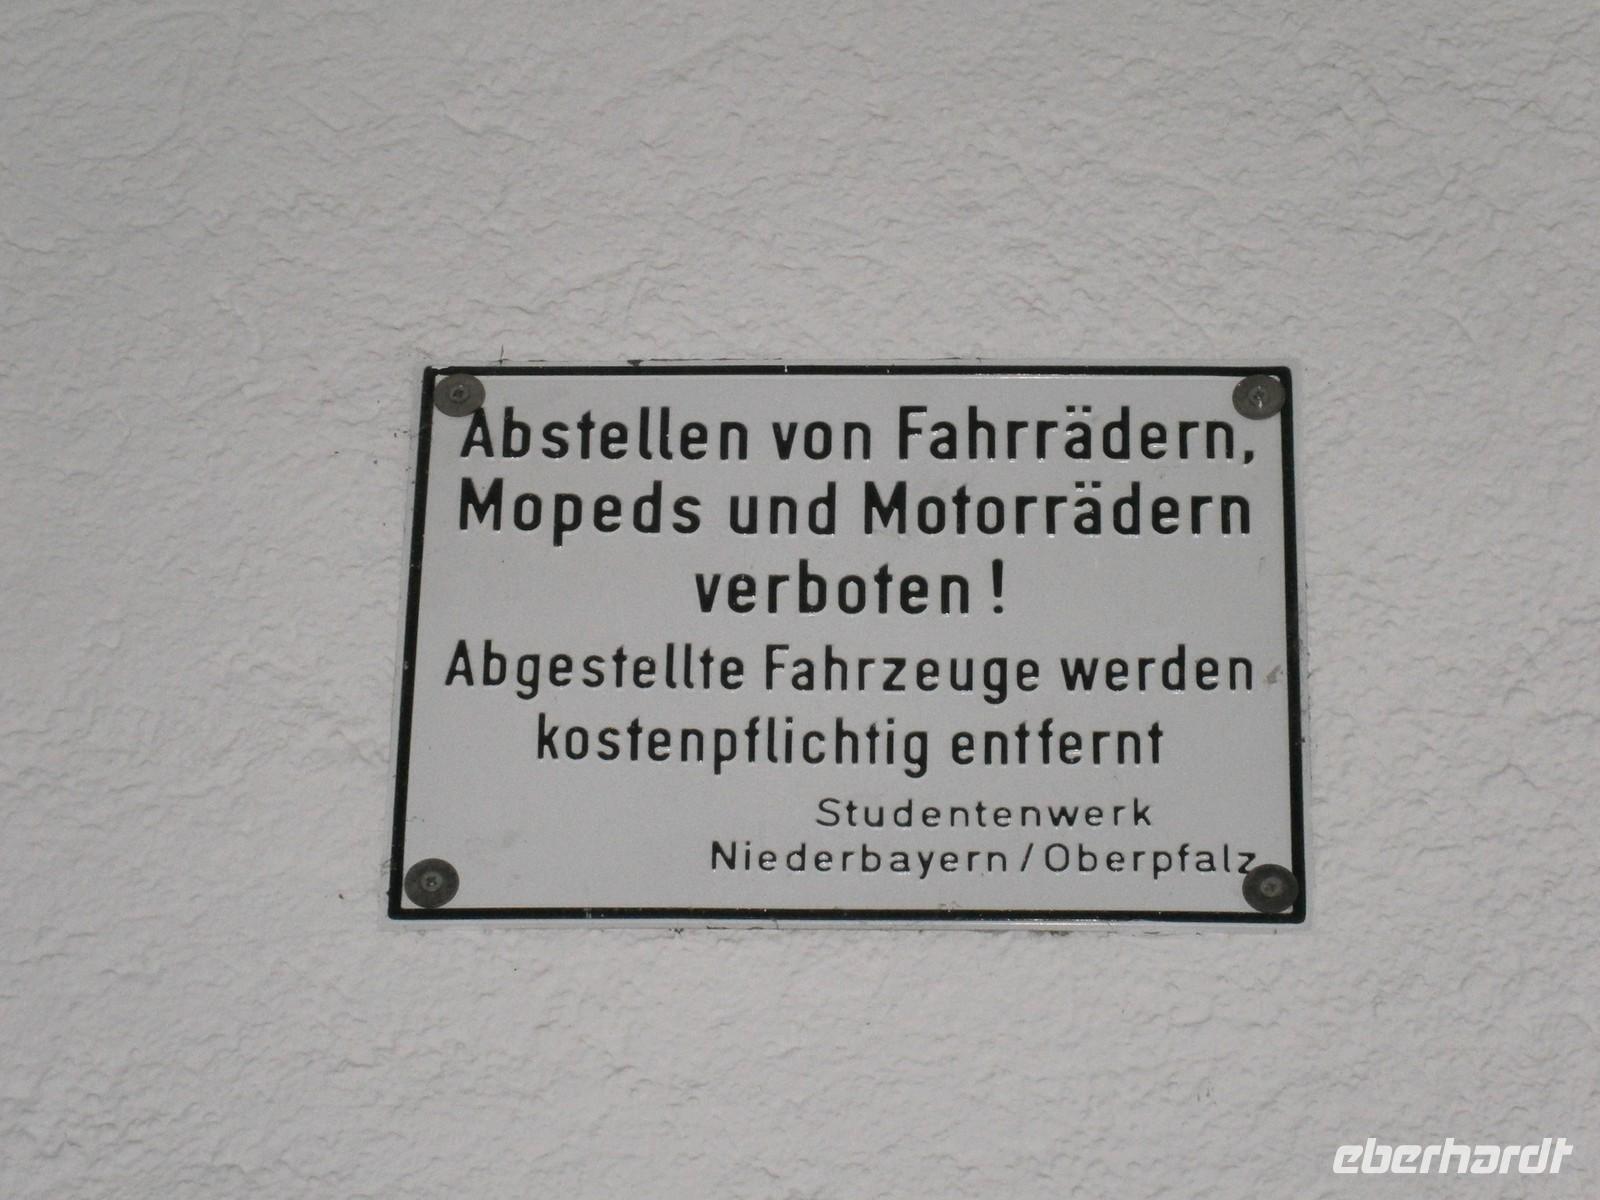 Abstellen von Fahrrädern,
Mopeds und Motorrädern
verboten !
Abgestellte Fahrzeuge werden
kostenpflichtig entfernt
Studentenwerk
Niederbayern / Oberpfalz
eberhardt